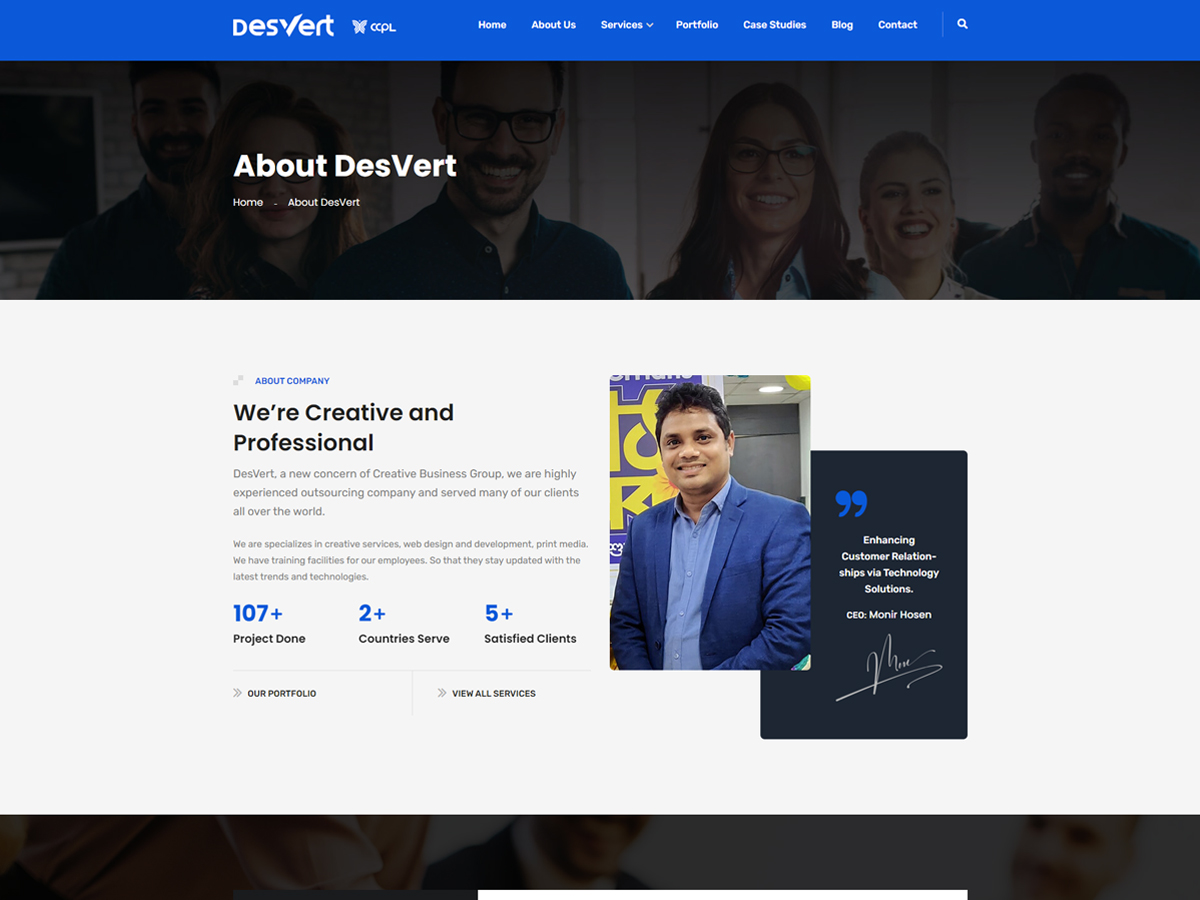 DesVert CCPL
Home About Us Services Portfolio Case Studies Blog Contact
About DesVert
Home - About DesVert
ABOUT COMPANY
We’re Creative and
Professional
DesVert, a new concern of Creative Business Group, we are highly
experienced outsourcing company and served many of our clients
all over the world.
We are specializes in creative services, web design and development, print media.
We have training facilities for our employees. So that they stay updated with the
latest trends and technologies.
107+ 2+ 5+
Project Done Countries Serve Satisfied Clients
OUR PORTFOLIO VIEW ALL SERVICES
Enhancing
Customer Relation-
ships via Technology
Solutions.
CEO: Monir Hosen